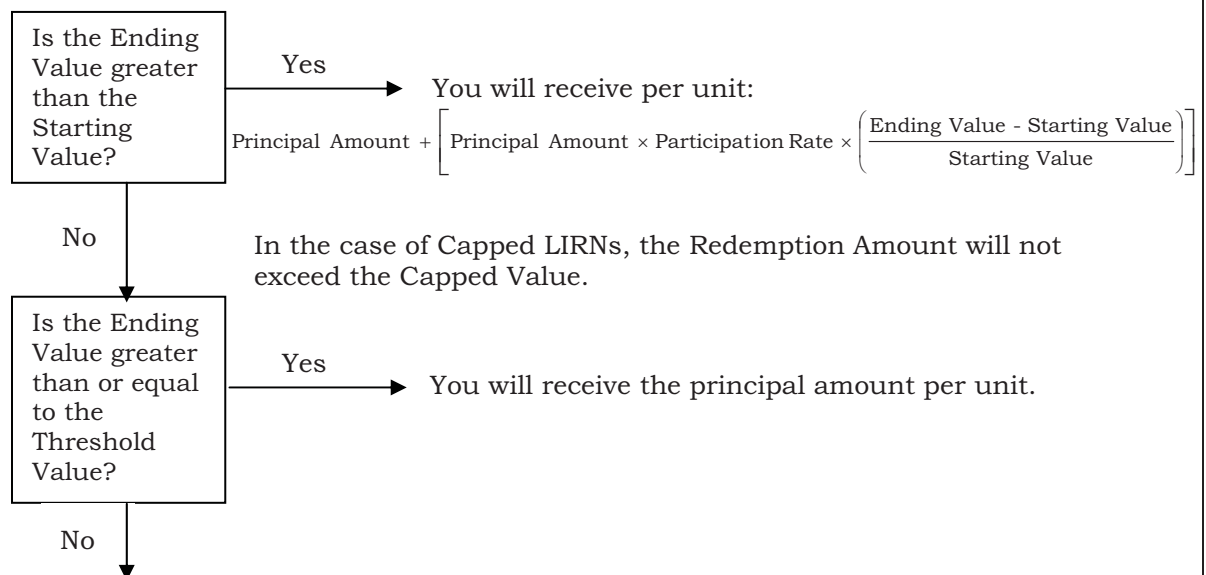 Is the Ending
Value greater
than the
Starting
Value?
Yes
You will receive per unit:
Principal Amount + [Principal Amount × Participation Rate × (Ending Value - Starting Value / Starting Value)]
No
In the case of Capped LIRNs, the Redemption Amount will not
exceed the Capped Value.
Is the Ending
Value greater
than or equal
to the
Threshold
Value?
Yes
You will receive the principal amount per unit.
No